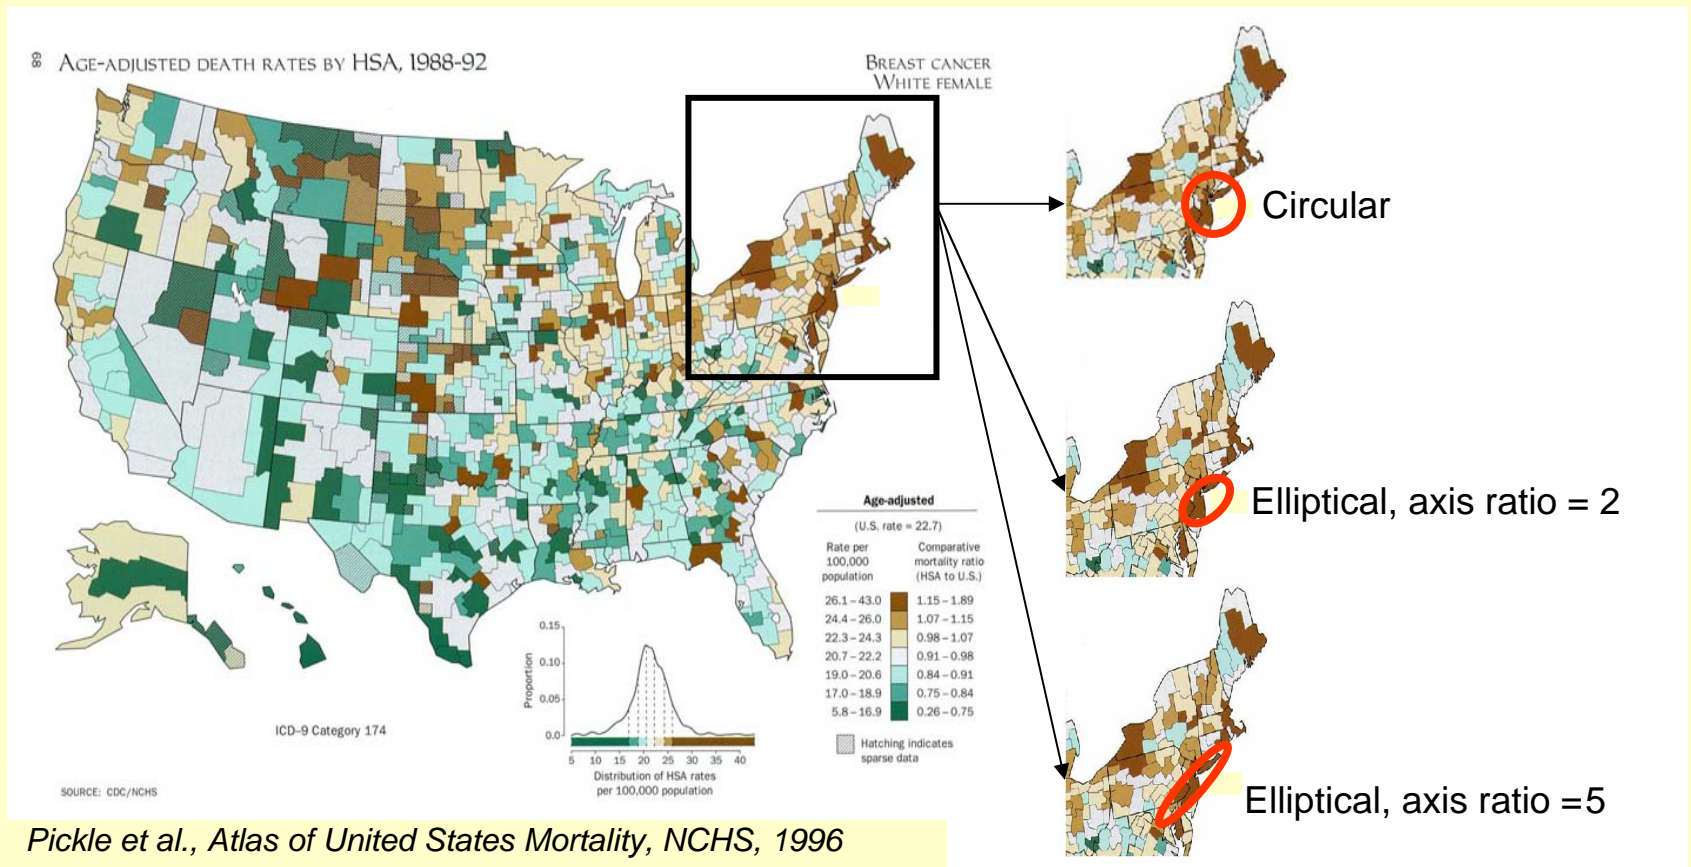 68
AGE-ADJUSTED DEATH RATES BY HSA, 1988-92
BREAST CANCER
WHITE FEMALE
Circular
Elliptical, axis ratio = 2
Elliptical, axis ratio =5
Age-adjusted
(U.S. rate = 22.7)
Rate per
100,000
population
Comparative
mortality ratio
(HSA to U.S.)
26.1 – 43.0 1.15 – 1.89
24.4 – 26.0 1.07 – 1.15
22.3 – 24.3 0.98 – 1.07
20.7 – 22.2 0.91 – 0.98
19.0 – 20.6 0.84 – 0.91
17.0 – 18.9 0.75 – 0.84
5.8 – 16.9 0.26 – 0.75
Hatching indicates
sparse data
0.15
0.10
0.05
0.0
Proportion
5 10 15 20 25 30 35 40
Distribution of HSA rates
per 100,000 population
ICD–9 Category 174
SOURCE: CDC/NCHS
Pickle et al., Atlas of United States Mortality, NCHS, 1996